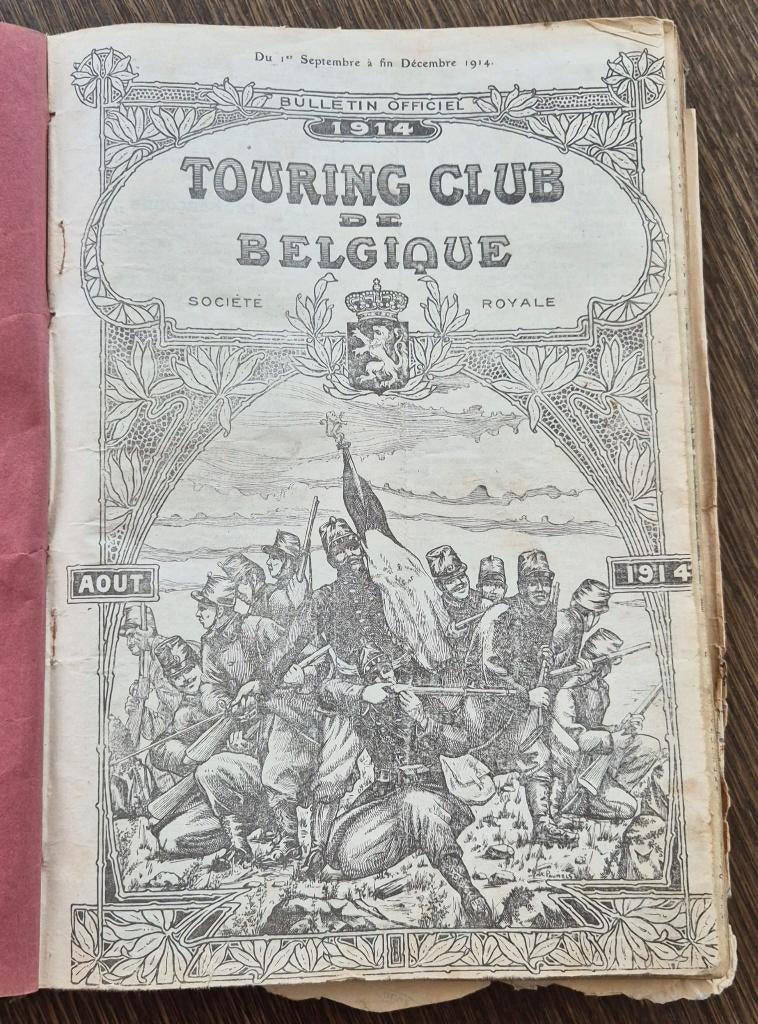 Du 1er Septembre à fin Décembre 1914.
BULLETIN OFFICIEL
1914
TOURING CLUB
DE
BELGIQUE
SOCIÉTÉ ROYALE
AOUT 1914